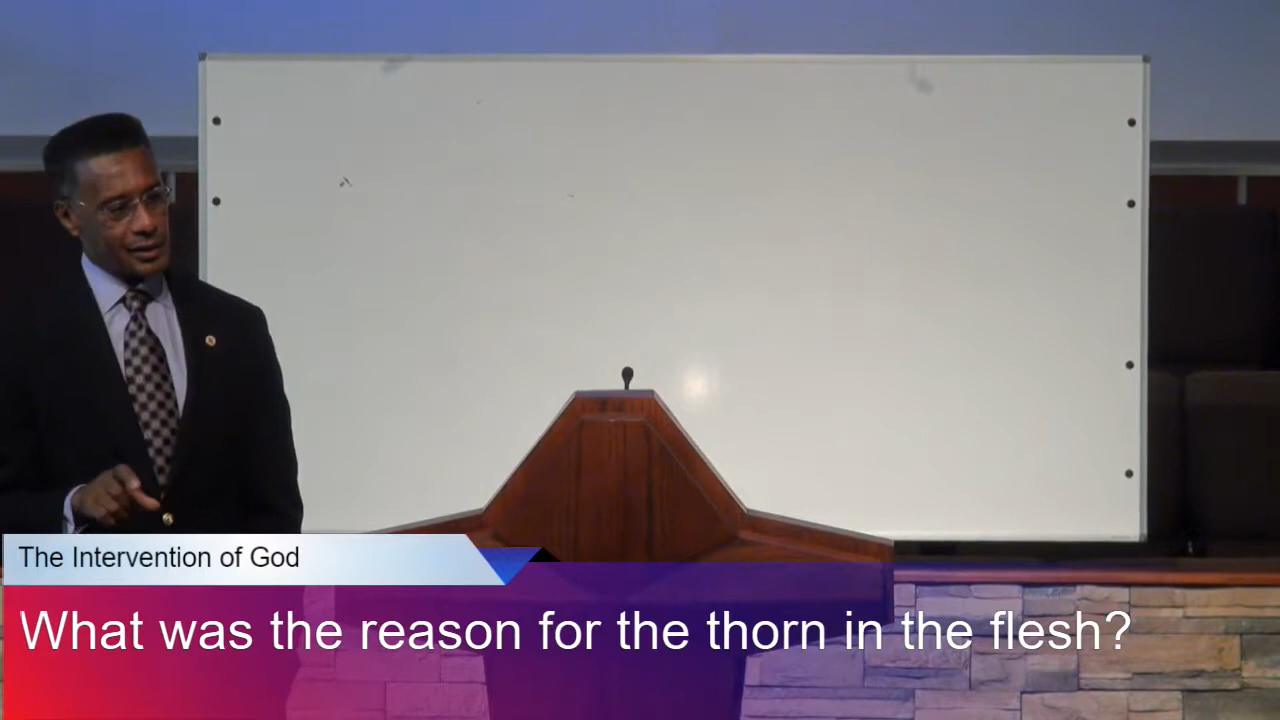 The Intervention of God
What was the reason for the thorn in the flesh?